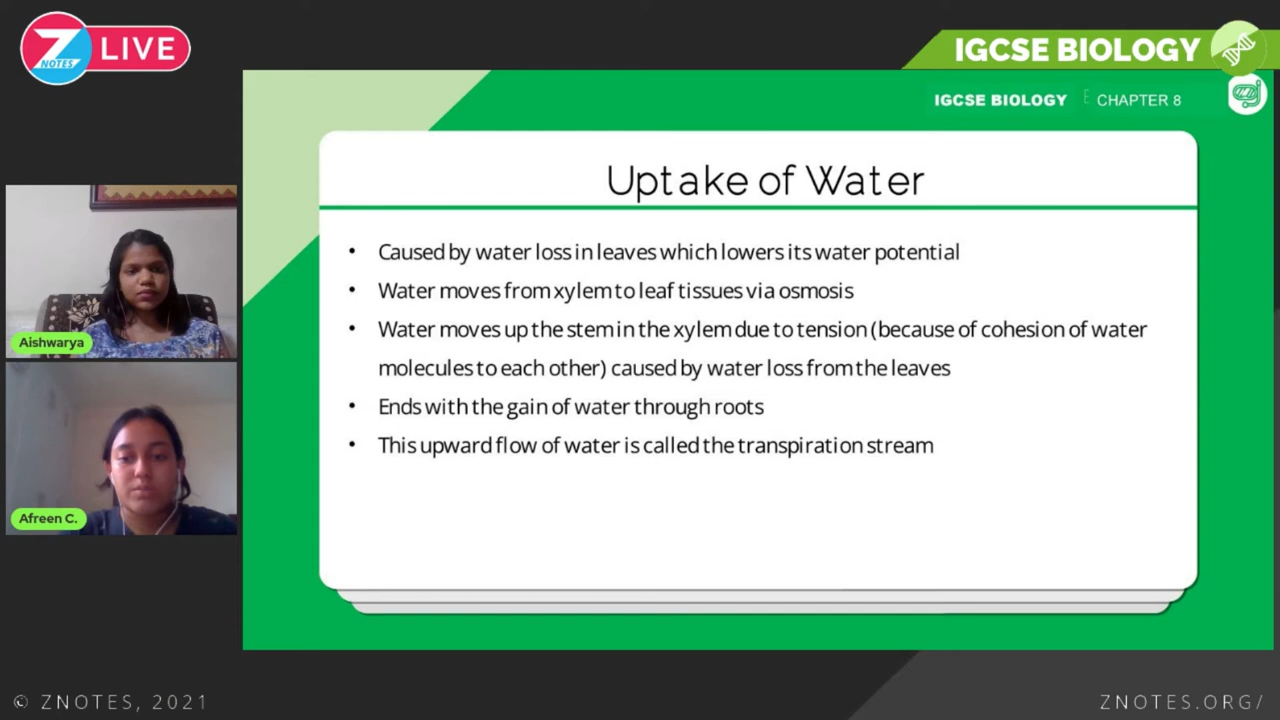 Z NOTES LIVE
IGCSE BIOLOGY
IGCSE BIOLOGY E CHAPTER 8
Uptake of Water
• Caused by water loss in leaves which lowers its water potential
• Water moves from xylem to leaf tissues via osmosis
• Water moves up the stem in the xylem due to tension (because of cohesion of water
molecules to each other) caused by water loss from the leaves
• Ends with the gain of water through roots
• This upward flow of water is called the transpiration stream
Aishwarya
Afreen C.
© ZNOTES, 2021
ZNOTES.ORG/